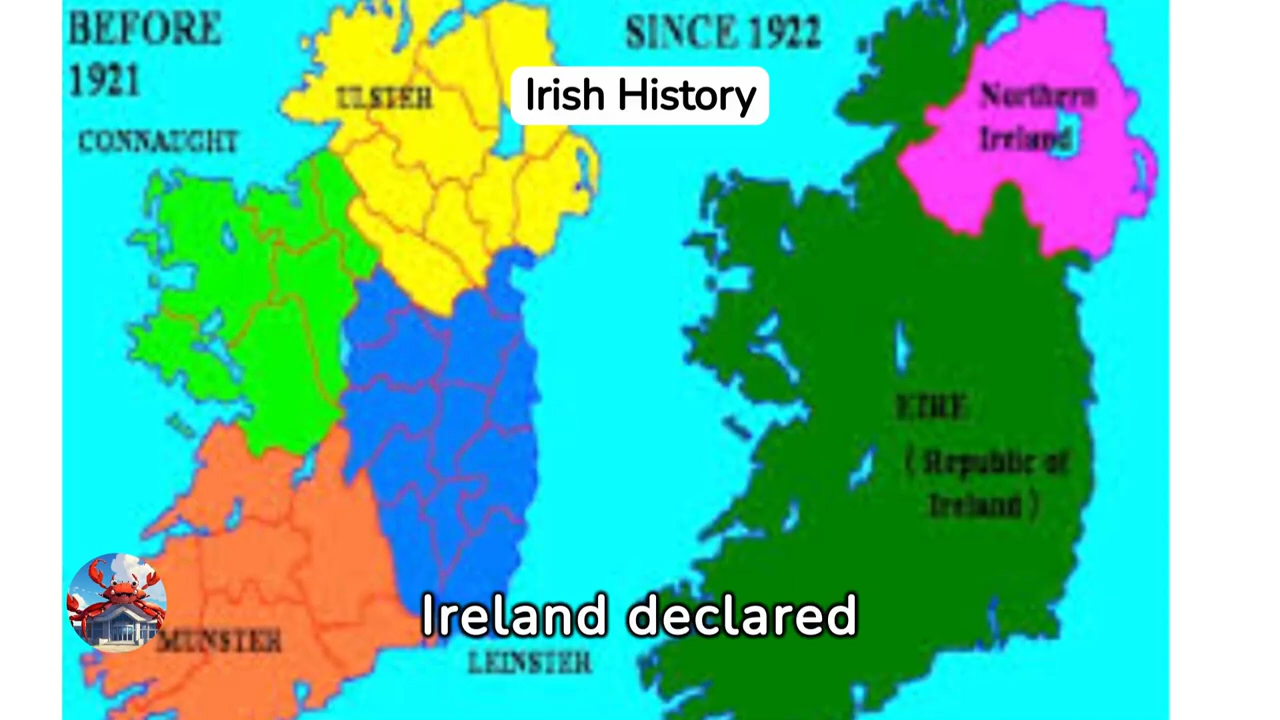 BEFORE
1921
SINCE 1922
Irish History
ULSTER
CONNAUGHT
Northern
Ireland
EIRE
( Republic of
Ireland )
Ireland declared
MUNSTER
LEINSTER